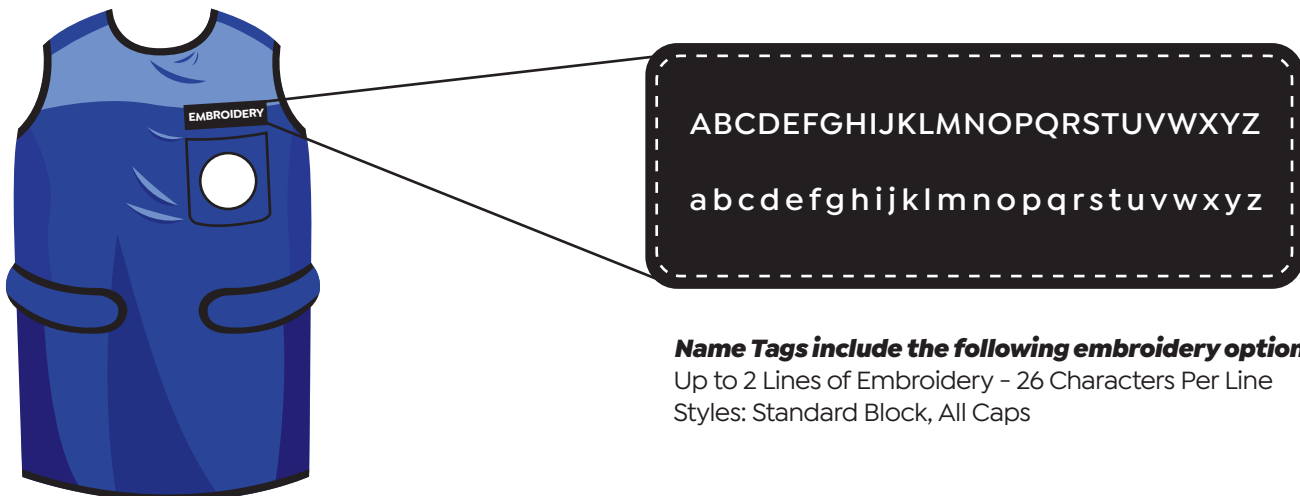 EMBROIDERY
ABCDEFGHIJKLMNOPQRSTUVWXYZ
abcdefghijklmnopqrstuvwxyz
Name Tags include the following embroidery option
Up to 2 Lines of Embroidery - 26 Characters Per Line
Styles: Standard Block, All Caps